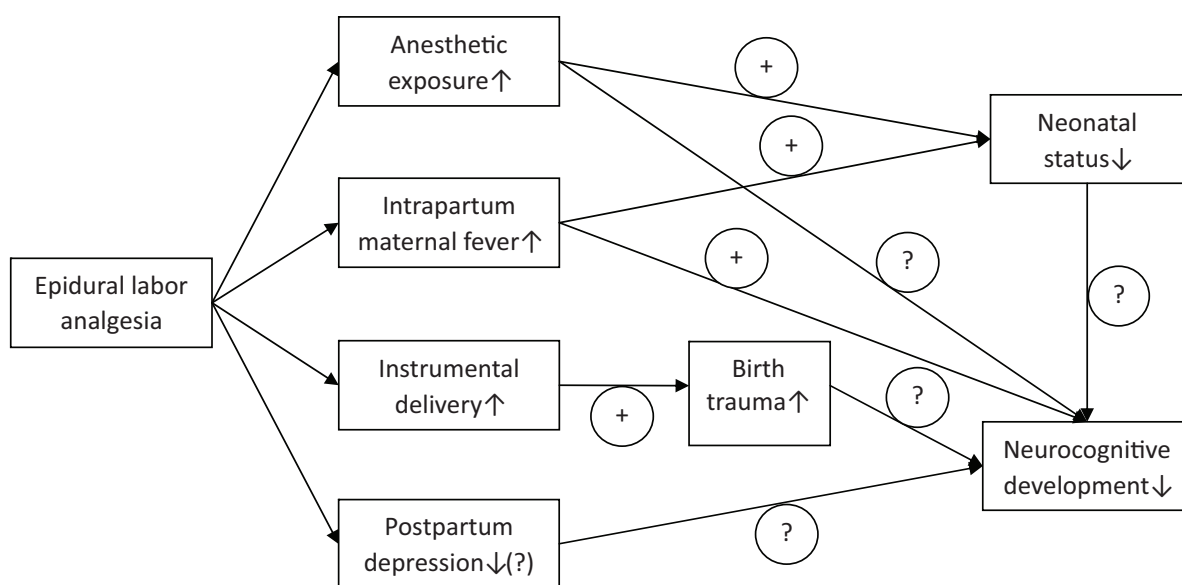 Anesthetic
exposure↑
+
Neonatal
status↓
+
Intrapartum
maternal fever↑
+
?
?
Epidural labor
analgesia
Instrumental
delivery↑
+
Birth
trauma↑
?
Neurocognitive
development↓
Postpartum
depression↓(?)
?